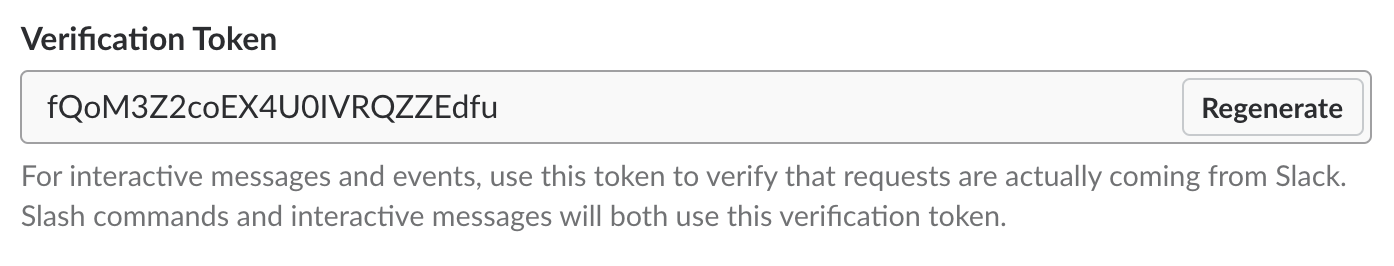 Verification Token
fQoM3Z2coEX4U0IVRQZZEdfu
Regenerate
For interactive messages and events, use this token to verify that requests are actually coming from Slack.
Slash commands and interactive messages will both use this verification token.